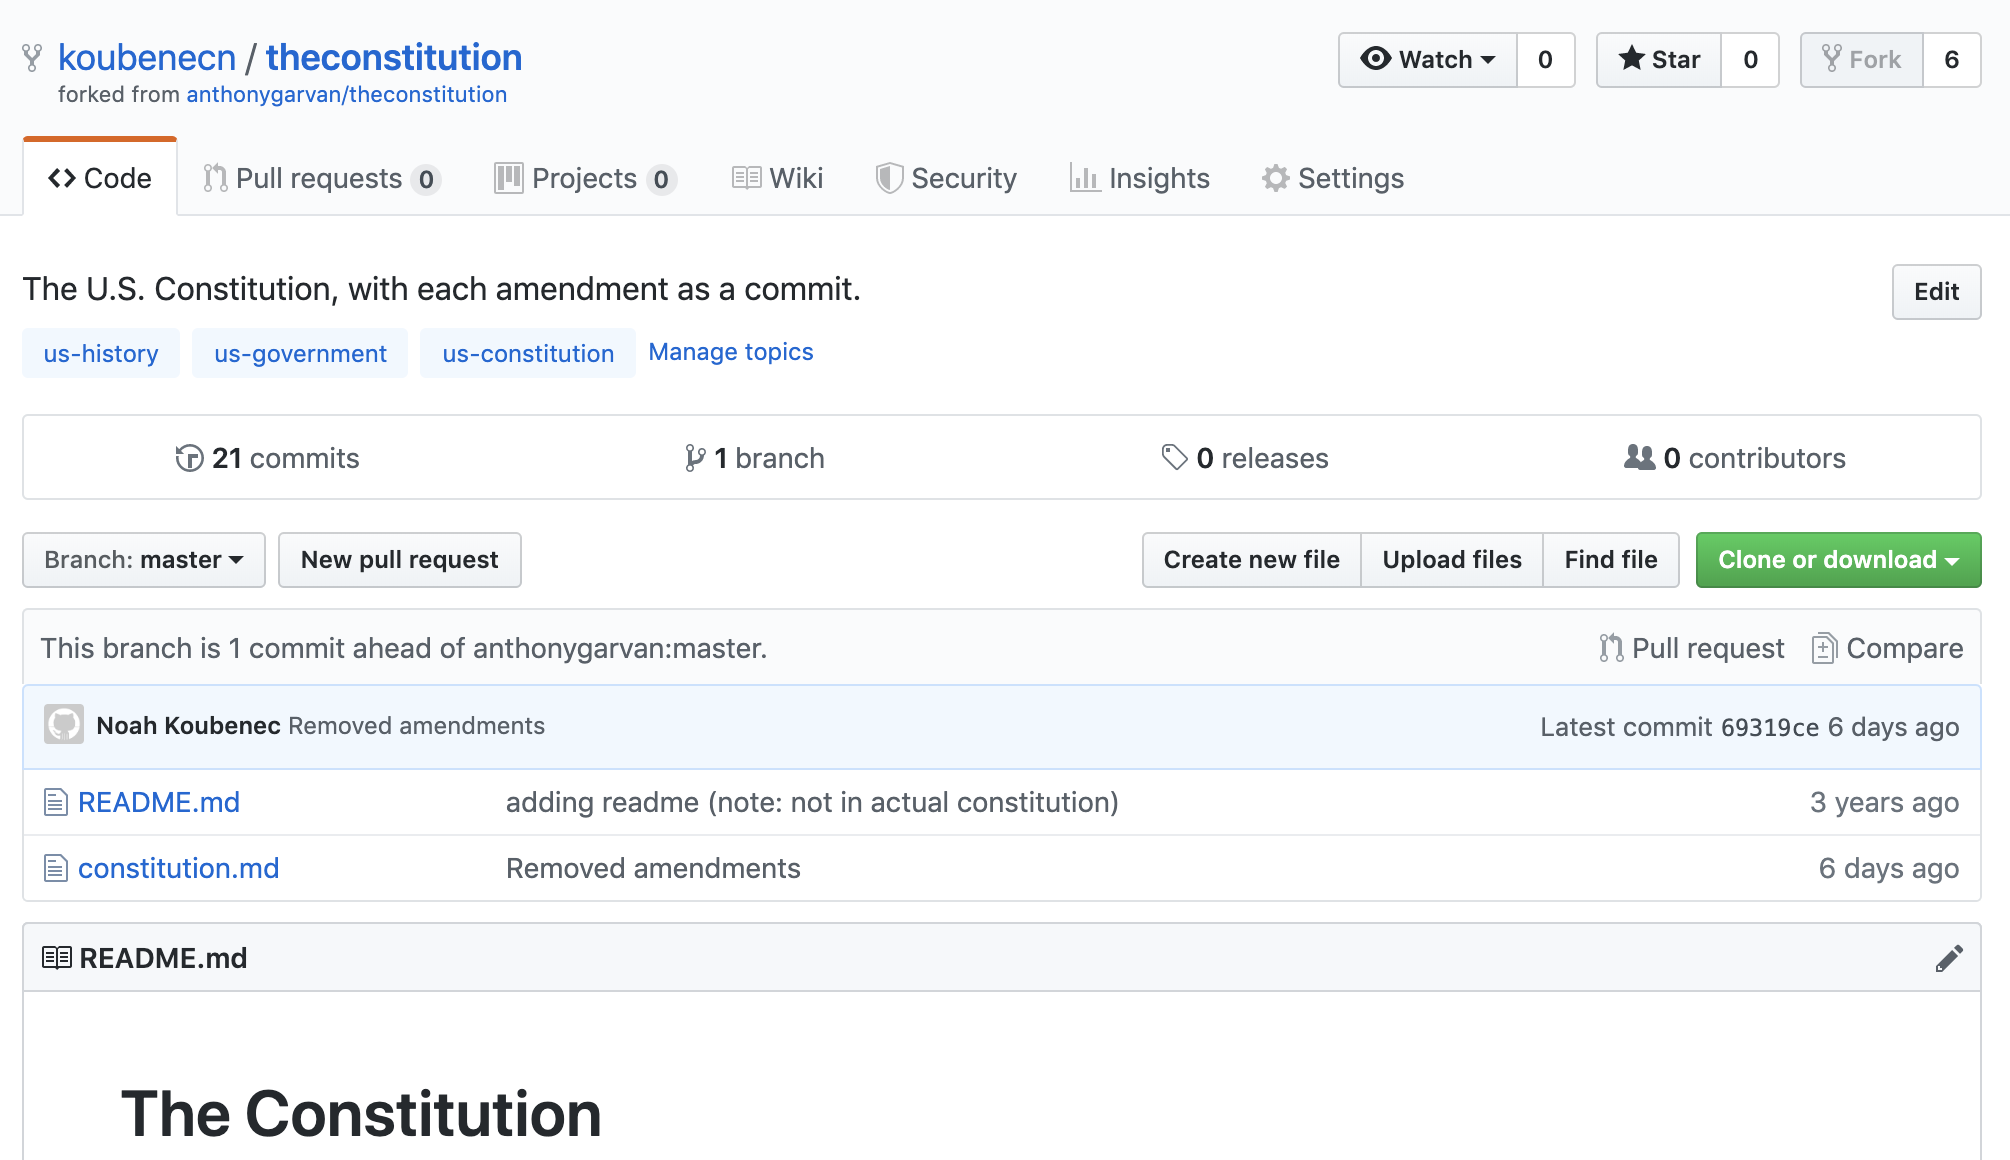 koubenecn / theconstitution
forked from anthonygarvan/theconstitution
Watch 0 Star 0 Fork 6
Code Pull requests 0 Projects 0 Wiki Security Insights Settings
The U.S. Constitution, with each amendment as a commit.
Edit
us-history us-government us-constitution Manage topics
21 commits 1 branch 0 releases 0 contributors
Branch: master New pull request Create new file Upload files Find file Clone or download
This branch is 1 commit ahead of anthonygarvan:master. Pull request Compare
Noah Koubenec Removed amendments Latest commit 69319ce 6 days ago
README.md adding readme (note: not in actual constitution) 3 years ago
constitution.md Removed amendments 6 days ago
README.md
The Constitution